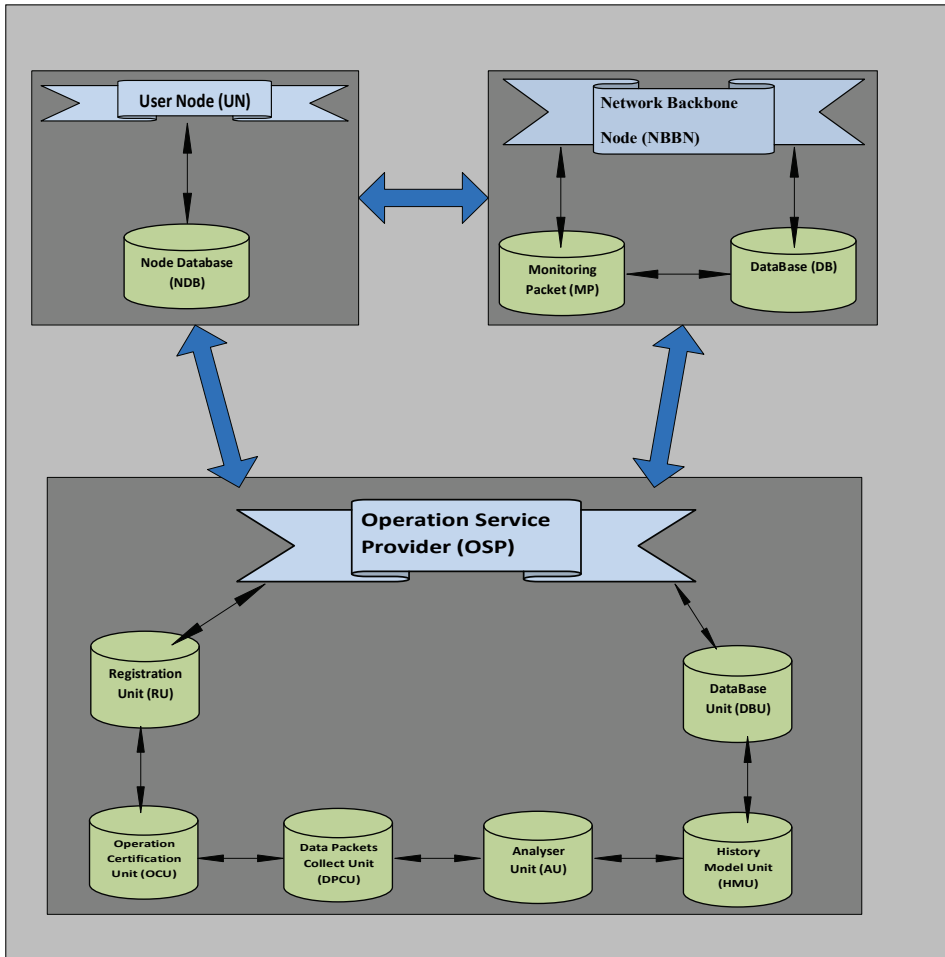 User Node (UN)
Network Backbone
Node (NBBN)
Node Database
(NDB)
Monitoring
Packet (MP)
DataBase (DB)
Operation Service
Provider (OSP)
Registration
Unit (RU)
DataBase
Unit (DBU)
Operation
Certification
Unit (OCU)
Data Packets
Collect Unit
(DPCU)
Analyser
Unit (AU)
History
Model Unit
(HMU)